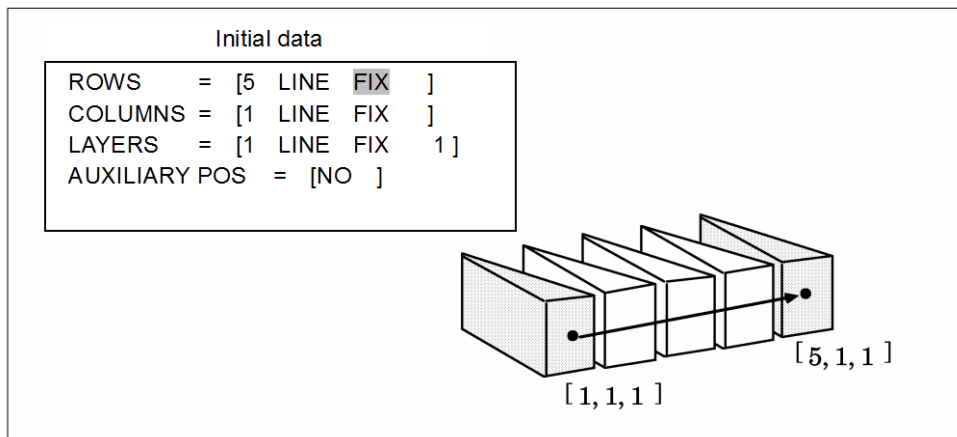 Initial data
ROWS = [5 LINE FIX ]
COLUMNS = [1 LINE FIX ]
LAYERS = [1 LINE FIX 1 ]
AUXILIARY POS = [NO ]
[ 5, 1, 1 ]
[ 1, 1, 1 ]